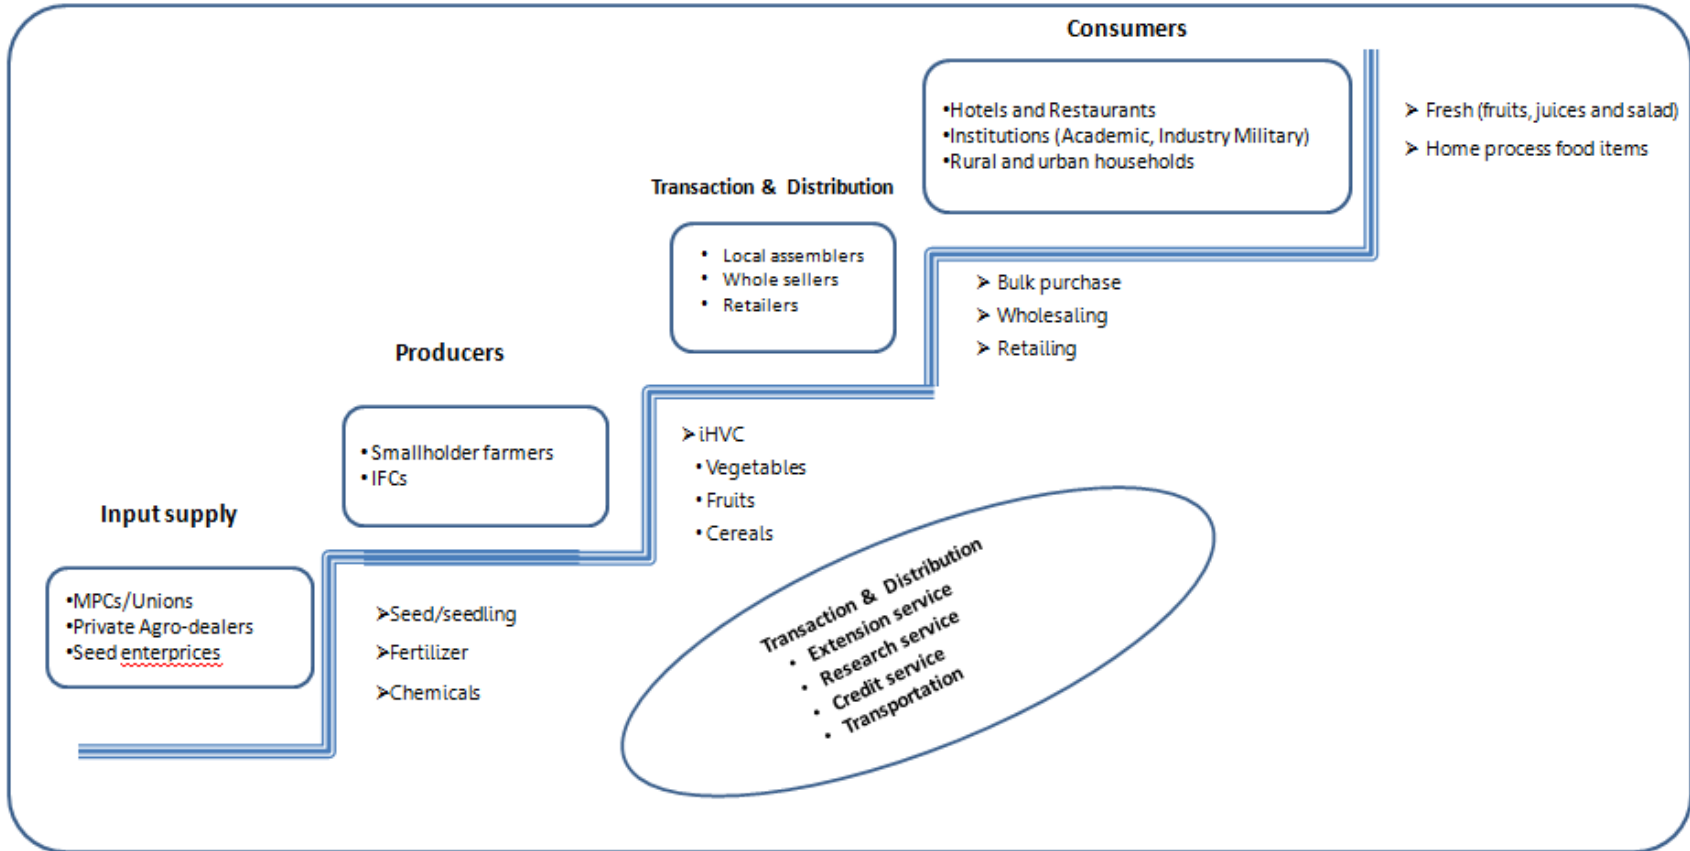 Consumers
•Hotels and Restaurants
•Institutions (Academic, Industry Military)
•Rural and urban households
➢ Fresh (fruits, juices and salad)
➢ Home process food items
Transaction & Distribution
• Local assemblers
• Whole sellers
• Retailers
➢ Bulk purchase
➢ Wholesaling
➢ Retailing
Producers
• Smallholder farmers
• IFCs
➢ iHVC
• Vegetables
• Fruits
• Cereals
Input supply
•MPCs/Unions
•Private Agro-dealers
•Seed enterprices
➢Seed/seedling
➢Fertilizer
➢Chemicals
Transaction & Distribution
• Extension service
• Research service
• Credit service
• Transportation